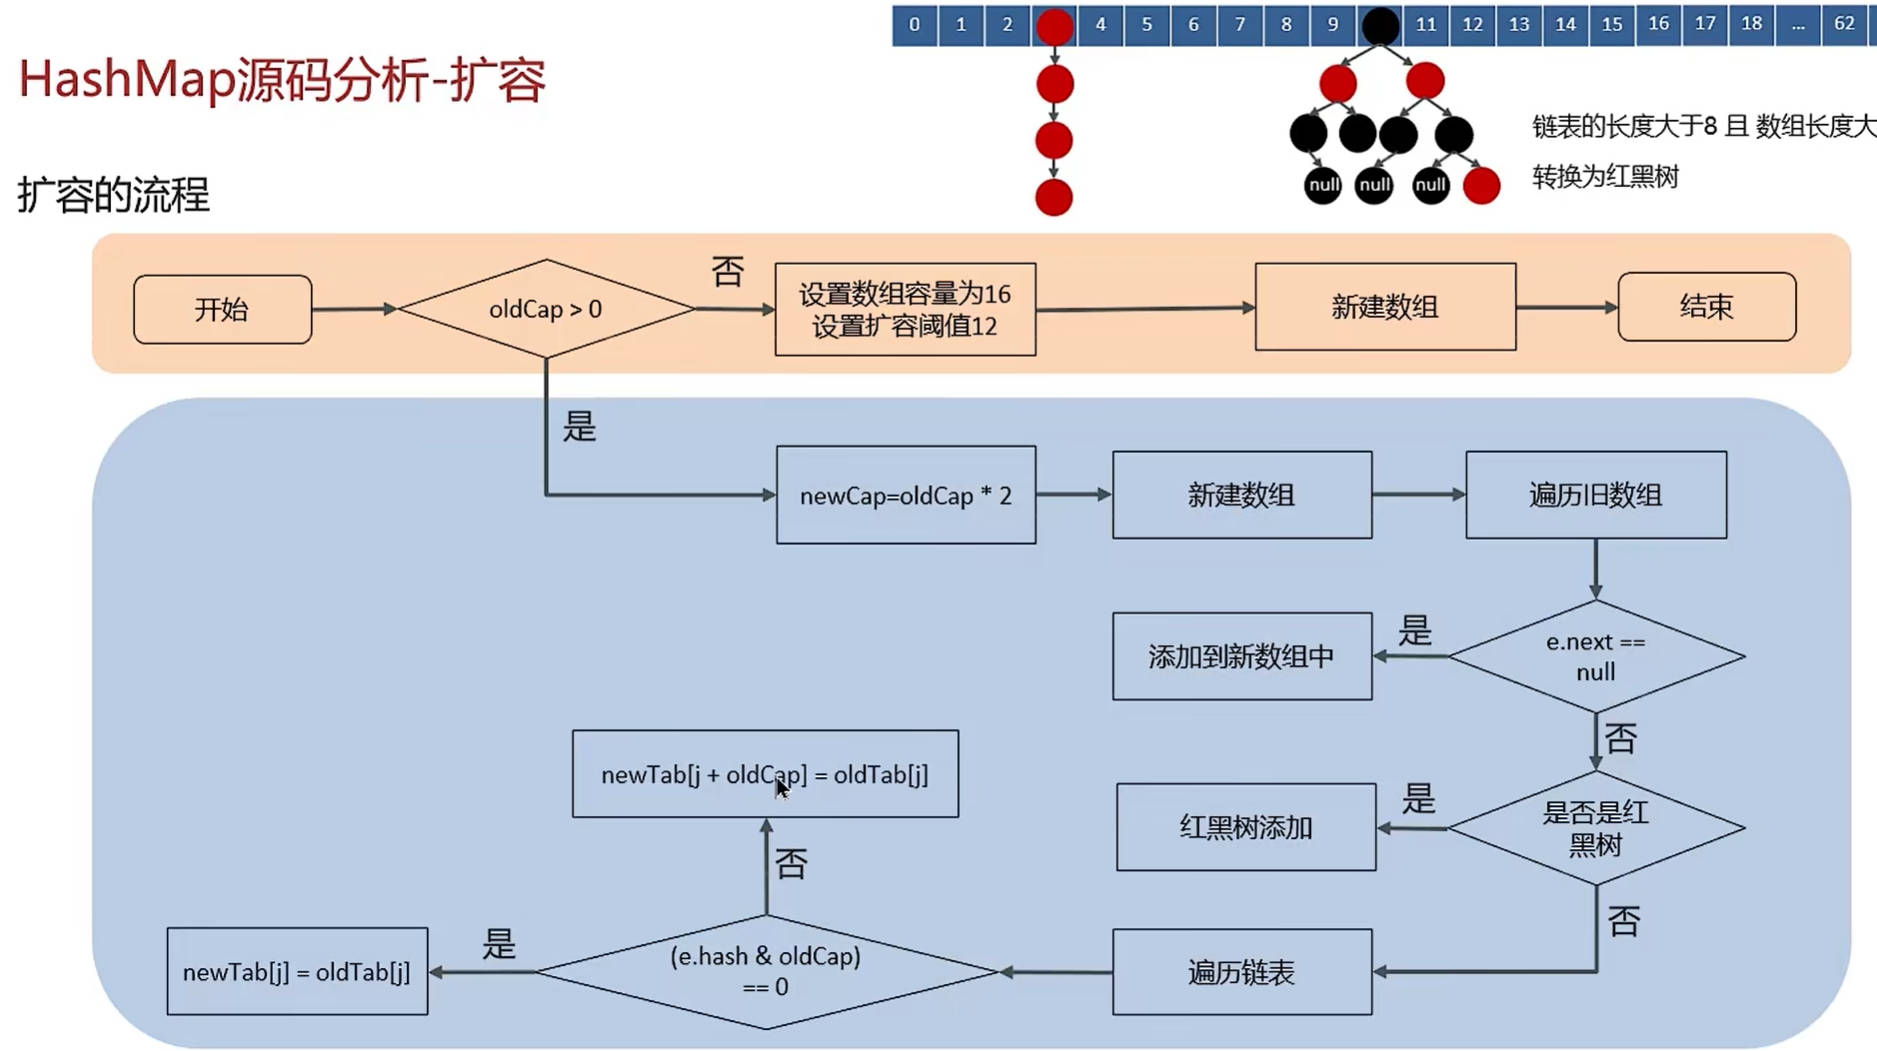 0 1 2 4 5 6 7 8 9 11 12 13 14 15 16 17 18 ... 62
HashMap源码分析-扩容
链表的长度大于8 且 数组长度大
转换为红黑树
null null null
扩容的流程
开始
oldCap > 0
否
设置数组容量为16
设置扩容阈值12
新建数组
结束
是
newCap=oldCap * 2
新建数组
遍历旧数组
e.next ==
null
是
添加到新数组中
否
是否是红
黑树
是
红黑树添加
否
遍历链表
(e.hash & oldCap)
== 0
否
newTab[j + oldCap] = oldTab[j]
是
newTab[j] = oldTab[j]